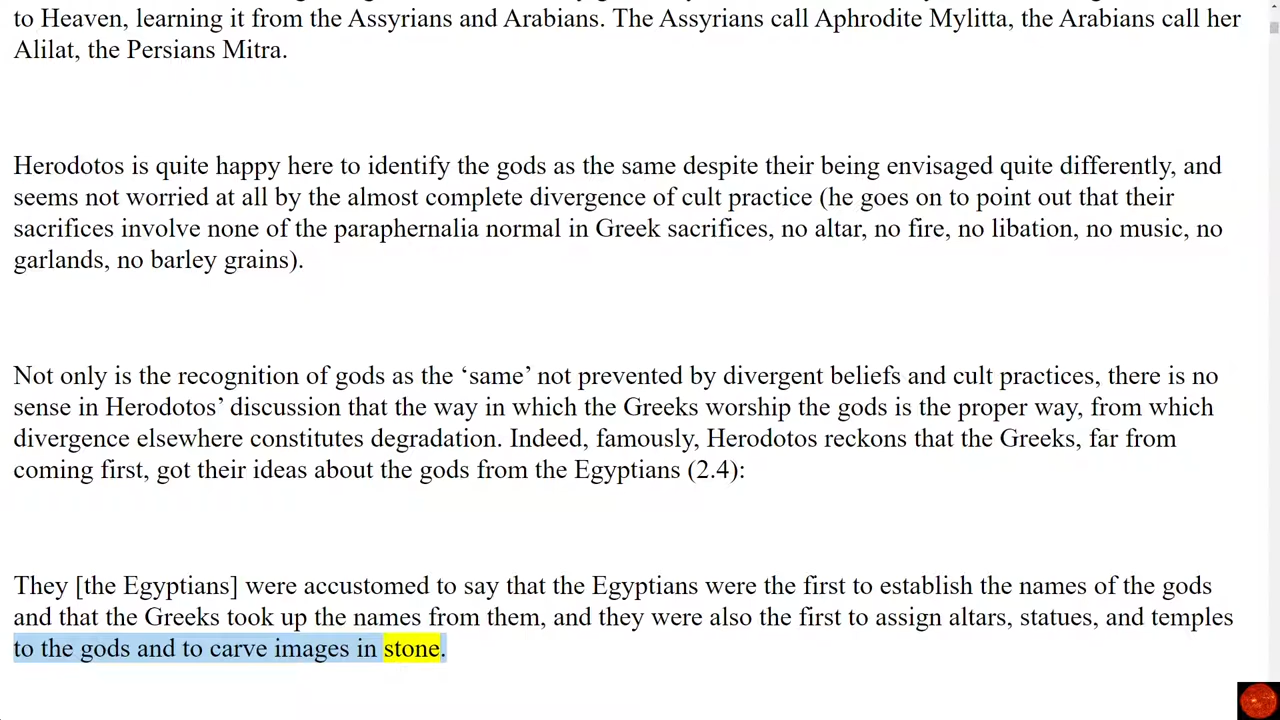 to Heaven, learning it from the Assyrians and Arabians. The Assyrians call Aphrodite Mylitta, the Arabians call her
Alilat, the Persians Mitra.
Herodotos is quite happy here to identify the gods as the same despite their being envisaged quite differently, and
seems not worried at all by the almost complete divergence of cult practice (he goes on to point out that their
sacrifices involve none of the paraphernalia normal in Greek sacrifices, no altar, no fire, no libation, no music, no
garlands, no barley grains).
Not only is the recognition of gods as the ‘same’ not prevented by divergent beliefs and cult practices, there is no
sense in Herodotos’ discussion that the way in which the Greeks worship the gods is the proper way, from which
divergence elsewhere constitutes degradation. Indeed, famously, Herodotos reckons that the Greeks, far from
coming first, got their ideas about the gods from the Egyptians (2.4):
They [the Egyptians] were accustomed to say that the Egyptians were the first to establish the names of the gods
and that the Greeks took up the names from them, and they were also the first to assign altars, statues, and temples
to the gods and to carve images in stone.